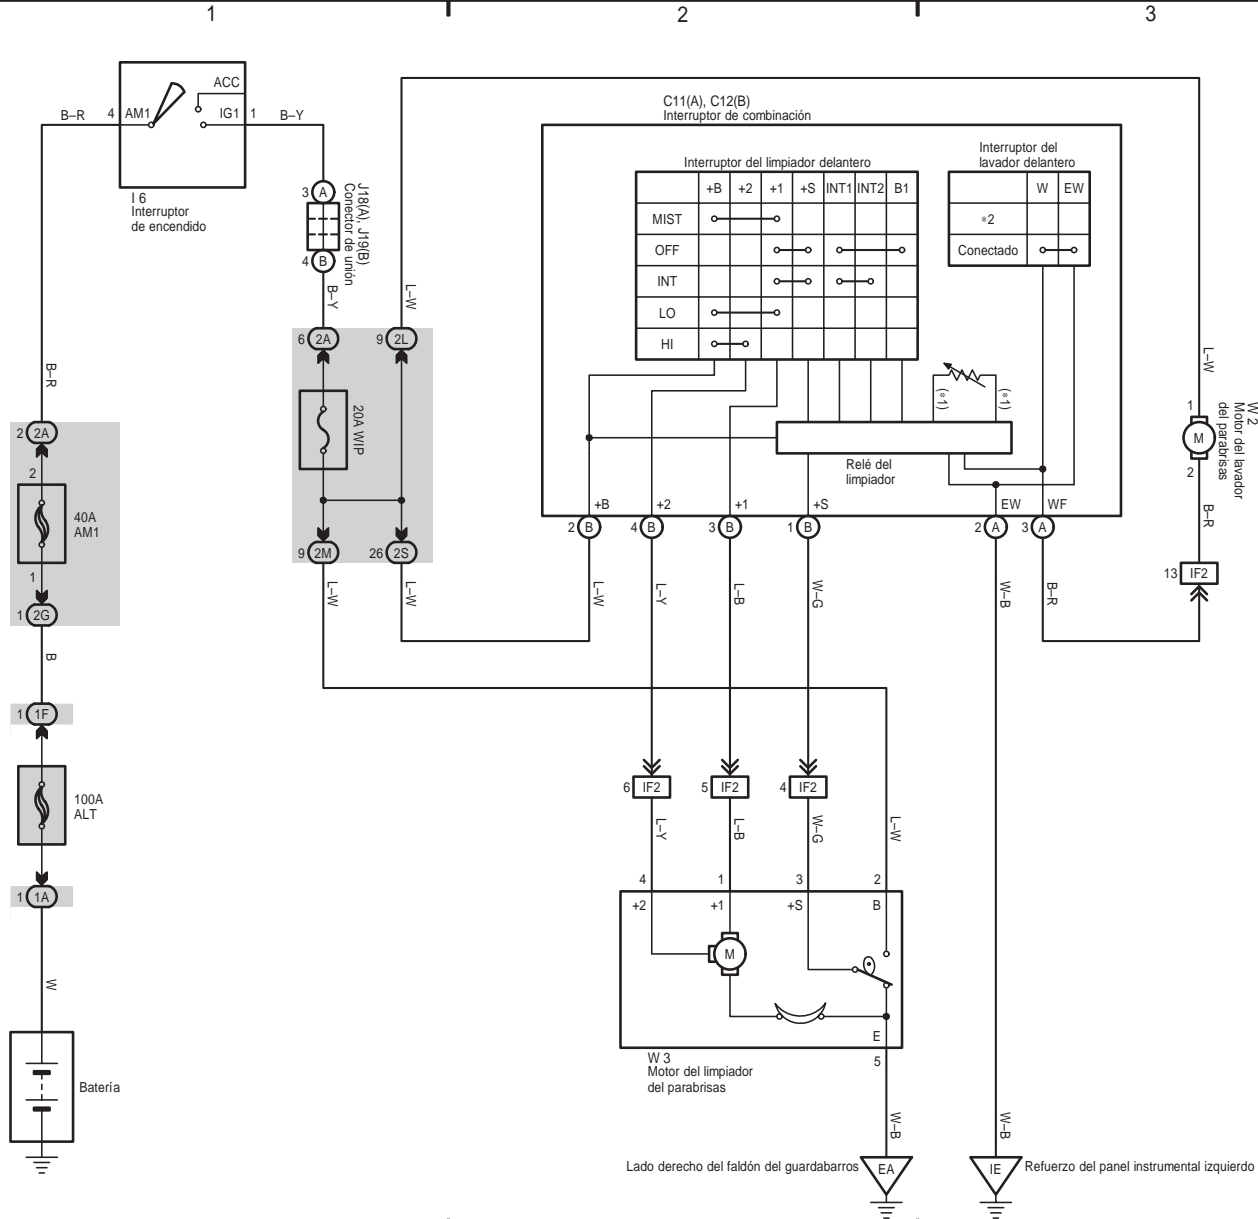 1 2 3
ACC
B–R 4 AM1 IG1 1 B–Y
I 6
Interruptor
de encendido
3 A
4 B
J18(A), J19(B)
Conector de unión
B–Y
L–W
6 2A
9 2L
20A WIP
9 2M
26 2S
L–W
L–W
B–R
2 2A
2
40A
AM1
1
1 2G
B
1 1F
100A
ALT
1 1A
W
Batería
C11(A), C12(B)
Interruptor de combinación
Interruptor del limpiador delantero
+B +2 +1 +S INT1 INT2 B1
MIST
OFF
INT
LO
HI
Interruptor del
lavador delantero
W EW
*2
Conectado
(*1) (*1)
Relé del
limpiador
+B +2 +1 +S EW WF
2 B 4 B 3 B 1 B 2 A 3 A
L–W L–Y L–B W–G W–B B–R
L–W
1
M
2
W 2
Motor del lavador
del parabrisas
B–R
13 IF2
6 IF2 5 IF2 4 IF2
L–Y L–B W–G L–W
4 1 3 2
+2 +1 +S B
M
E
5
W 3
Motor del limpiador
del parabrisas
W–B W–B
Lado derecho del faldón del guardabarros EA
IE Refuerzo del panel instrumental izquierdo